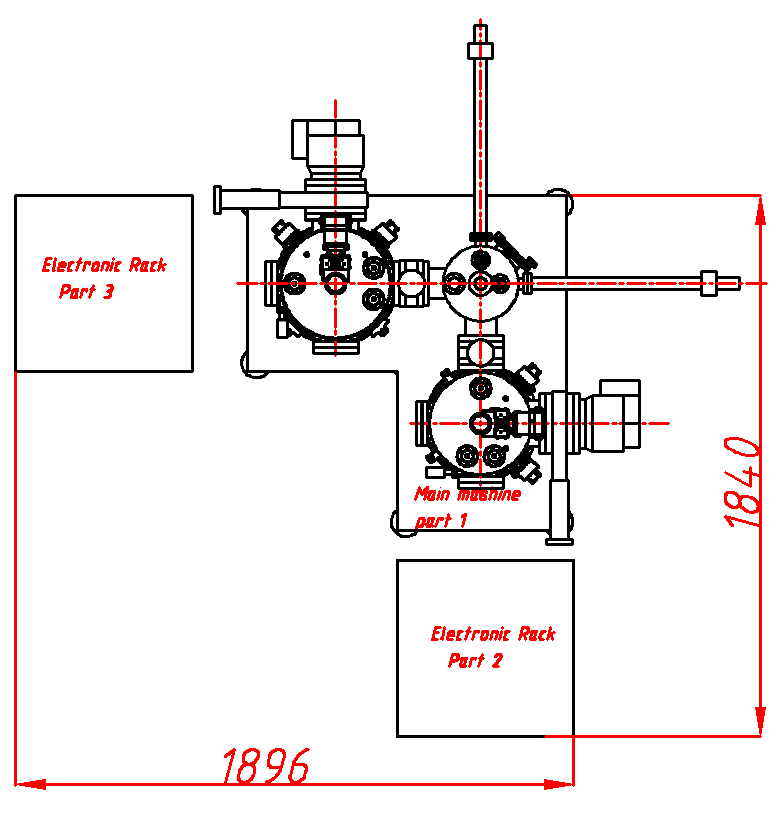 Electronic Rack
Part 3
1840
Main machine
part 1
Electronic Rack
Part 2
1896